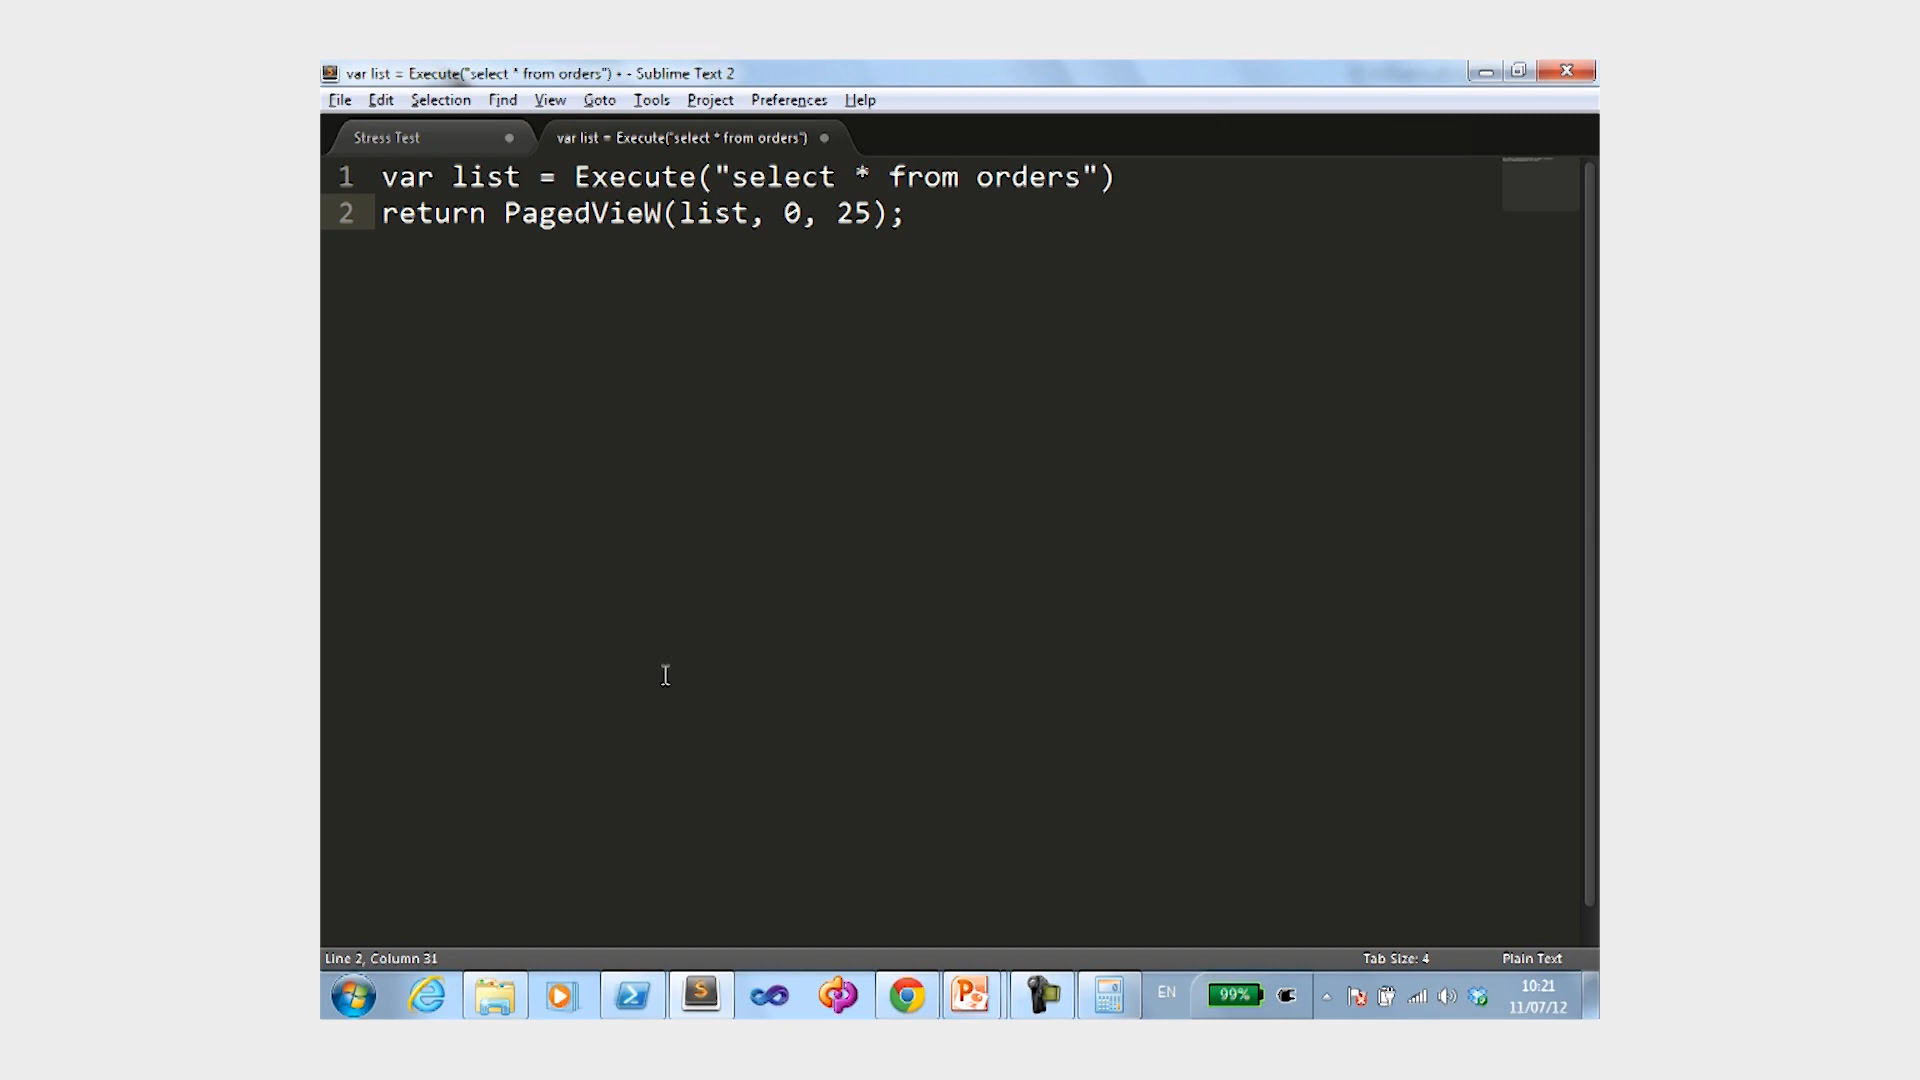 var list = Execute("select * from orders") • - Sublime Text 2
File Edit Selection Find View Goto Tools Project Preferences Help
Stress Test
var list = Execute("select * from orders")
1 var list = Execute("select * from orders")
2 return PagedVieW(list, 0, 25);
Line 2, Column 31
Tab Size: 4
Plain Text
EN
99%
10:21
11/07/12